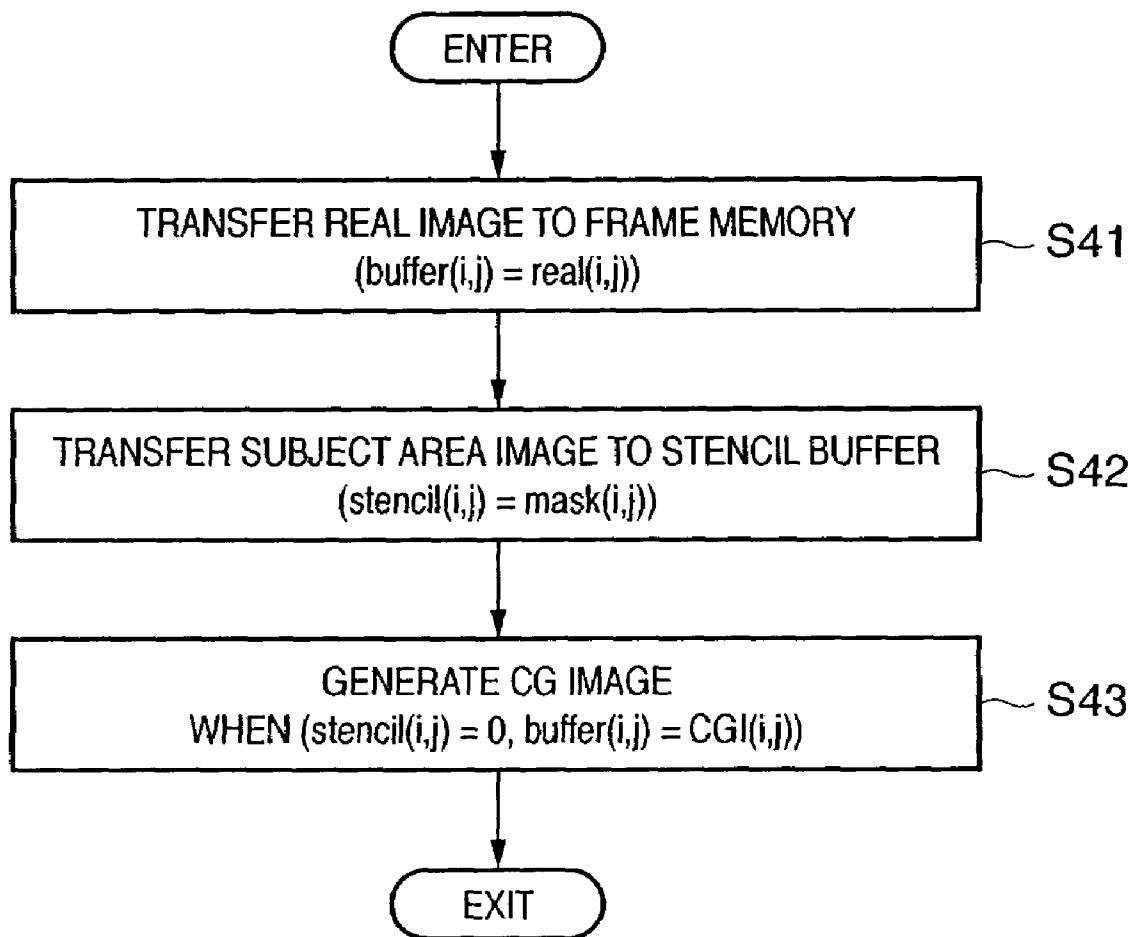 ENTER
TRANSFER REAL IMAGE TO FRAME MEMORY
(buffer(i,j) = real(i,j))
S41
TRANSFER SUBJECT AREA IMAGE TO STENCIL BUFFER
(stencil(i,j) = mask(i,j))
S42
GENERATE CG IMAGE
WHEN (stencil(i,j) = 0, buffer(i,j) = CGI(i,j))
S43
EXIT